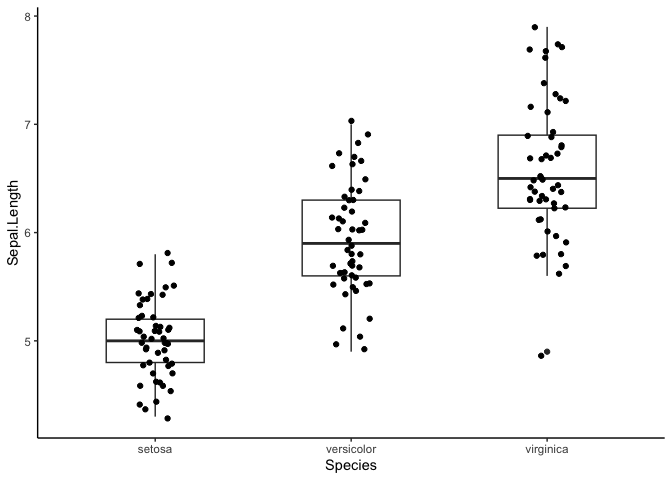 8
7
6
5
Sepal.Length
setosa
versicolor
virginica
Species